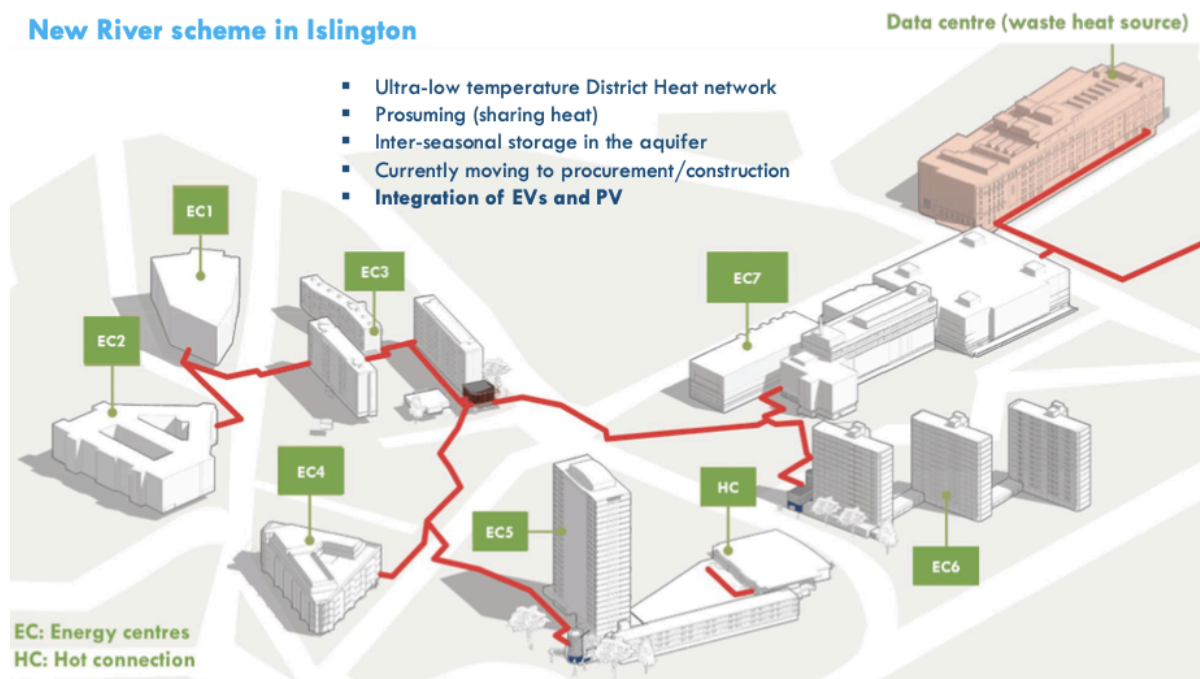 New River scheme in Islington
Data centre (waste heat source)
▪ Ultra-low temperature District Heat network
▪ Prosuming (sharing heat)
▪ Inter-seasonal storage in the aquifer
▪ Currently moving to procurement/construction
▪ Integration of EVs and PV
EC1
EC3
EC7
EC2
EC4
HC
EC5
EC6
EC: Energy centres
HC: Hot connection